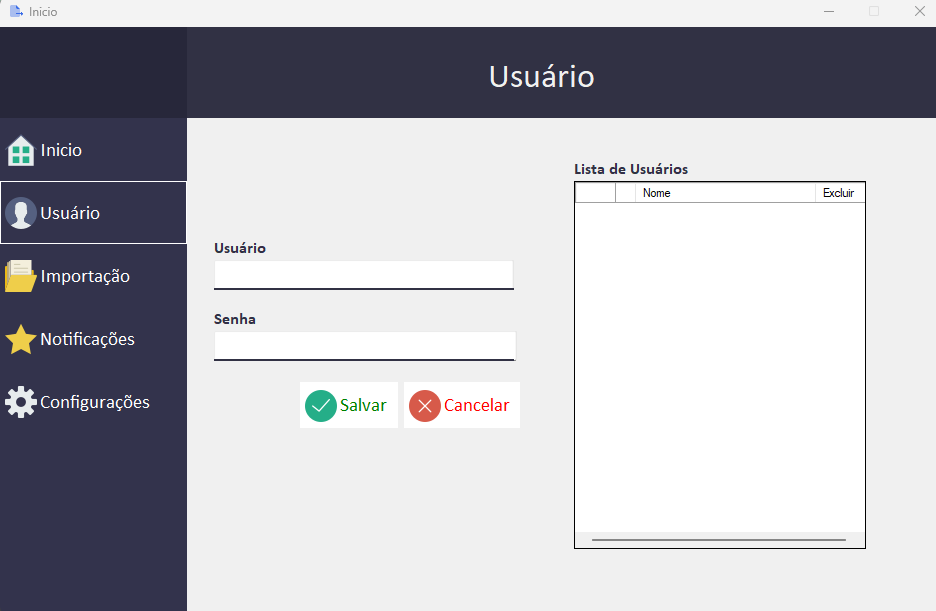 Inicio
Usuário
Inicio
Usuário
Importação
Notificações
Configurações
Usuário
Senha
Salvar
Cancelar
Lista de Usuários
Nome
Excluir